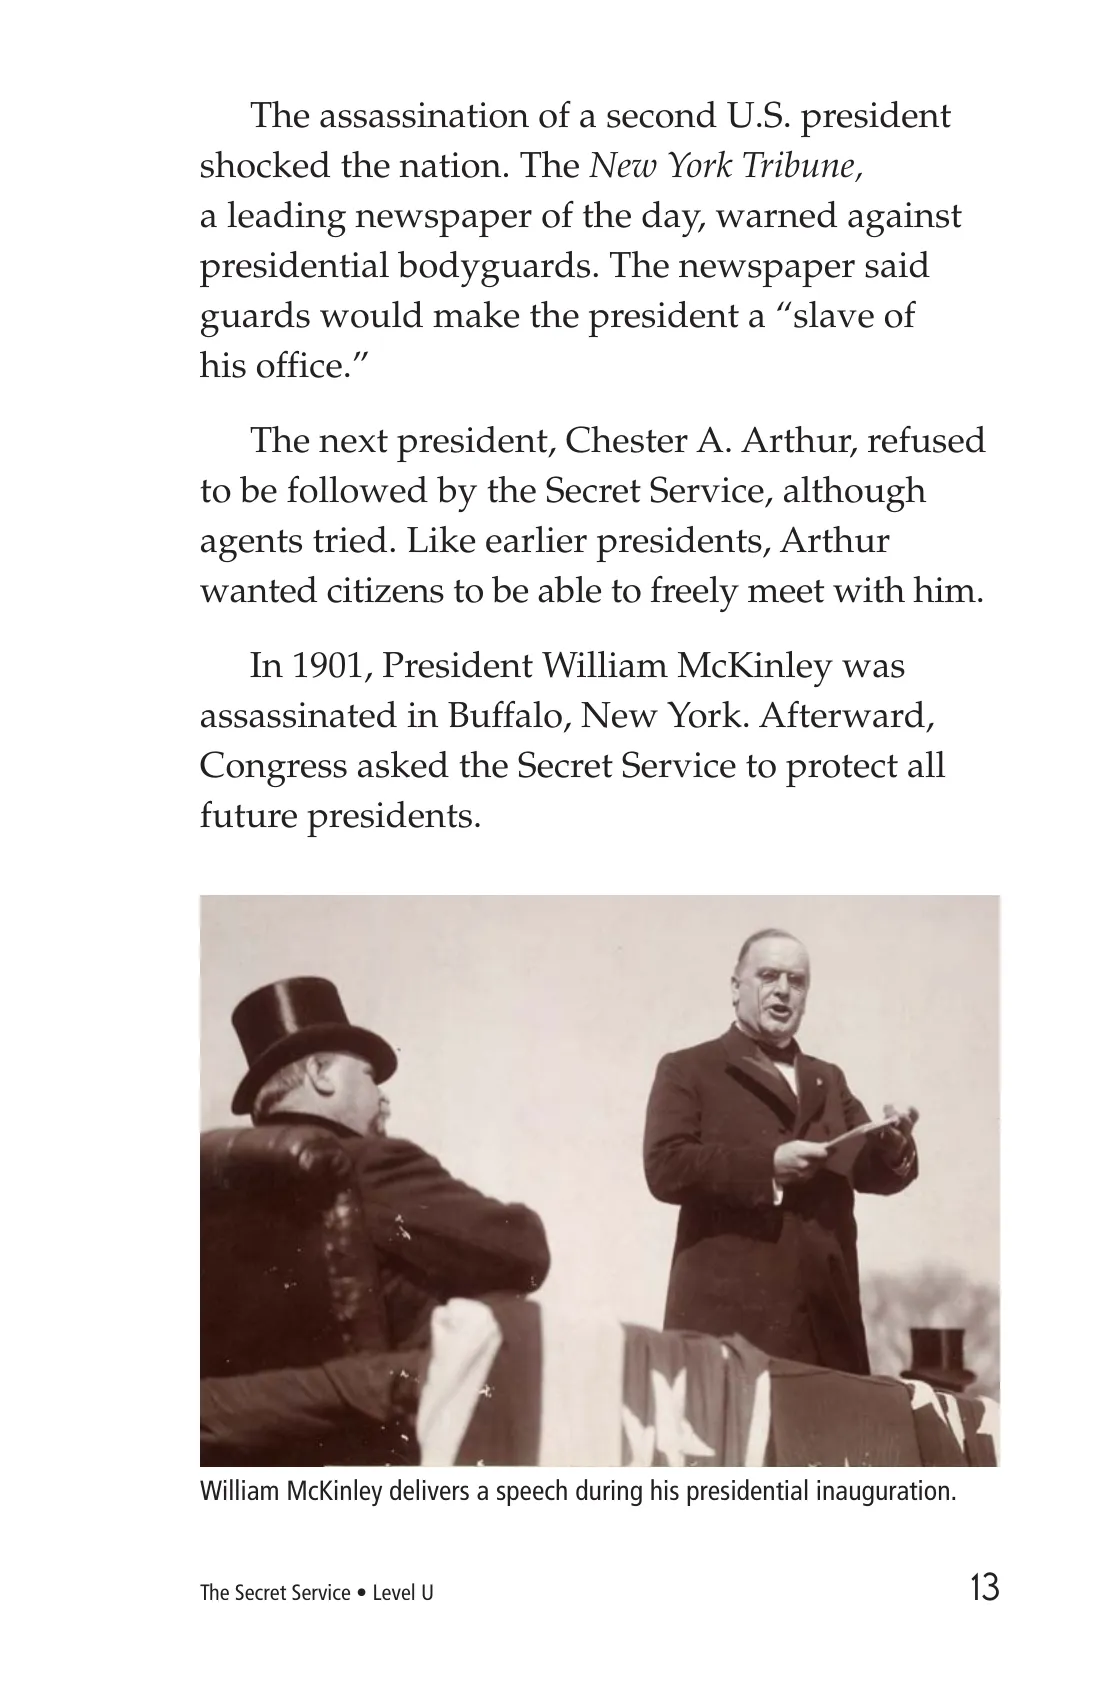 The assassination of a second U.S. president
shocked the nation. The New York Tribune,
a leading newspaper of the day, warned against
presidential bodyguards. The newspaper said
guards would make the president a “slave of
his office.”
The next president, Chester A. Arthur, refused
to be followed by the Secret Service, although
agents tried. Like earlier presidents, Arthur
wanted citizens to be able to freely meet with him.
In 1901, President William McKinley was
assassinated in Buffalo, New York. Afterward,
Congress asked the Secret Service to protect all
future presidents.
William McKinley delivers a speech during his presidential inauguration.
The Secret Service • Level U
13